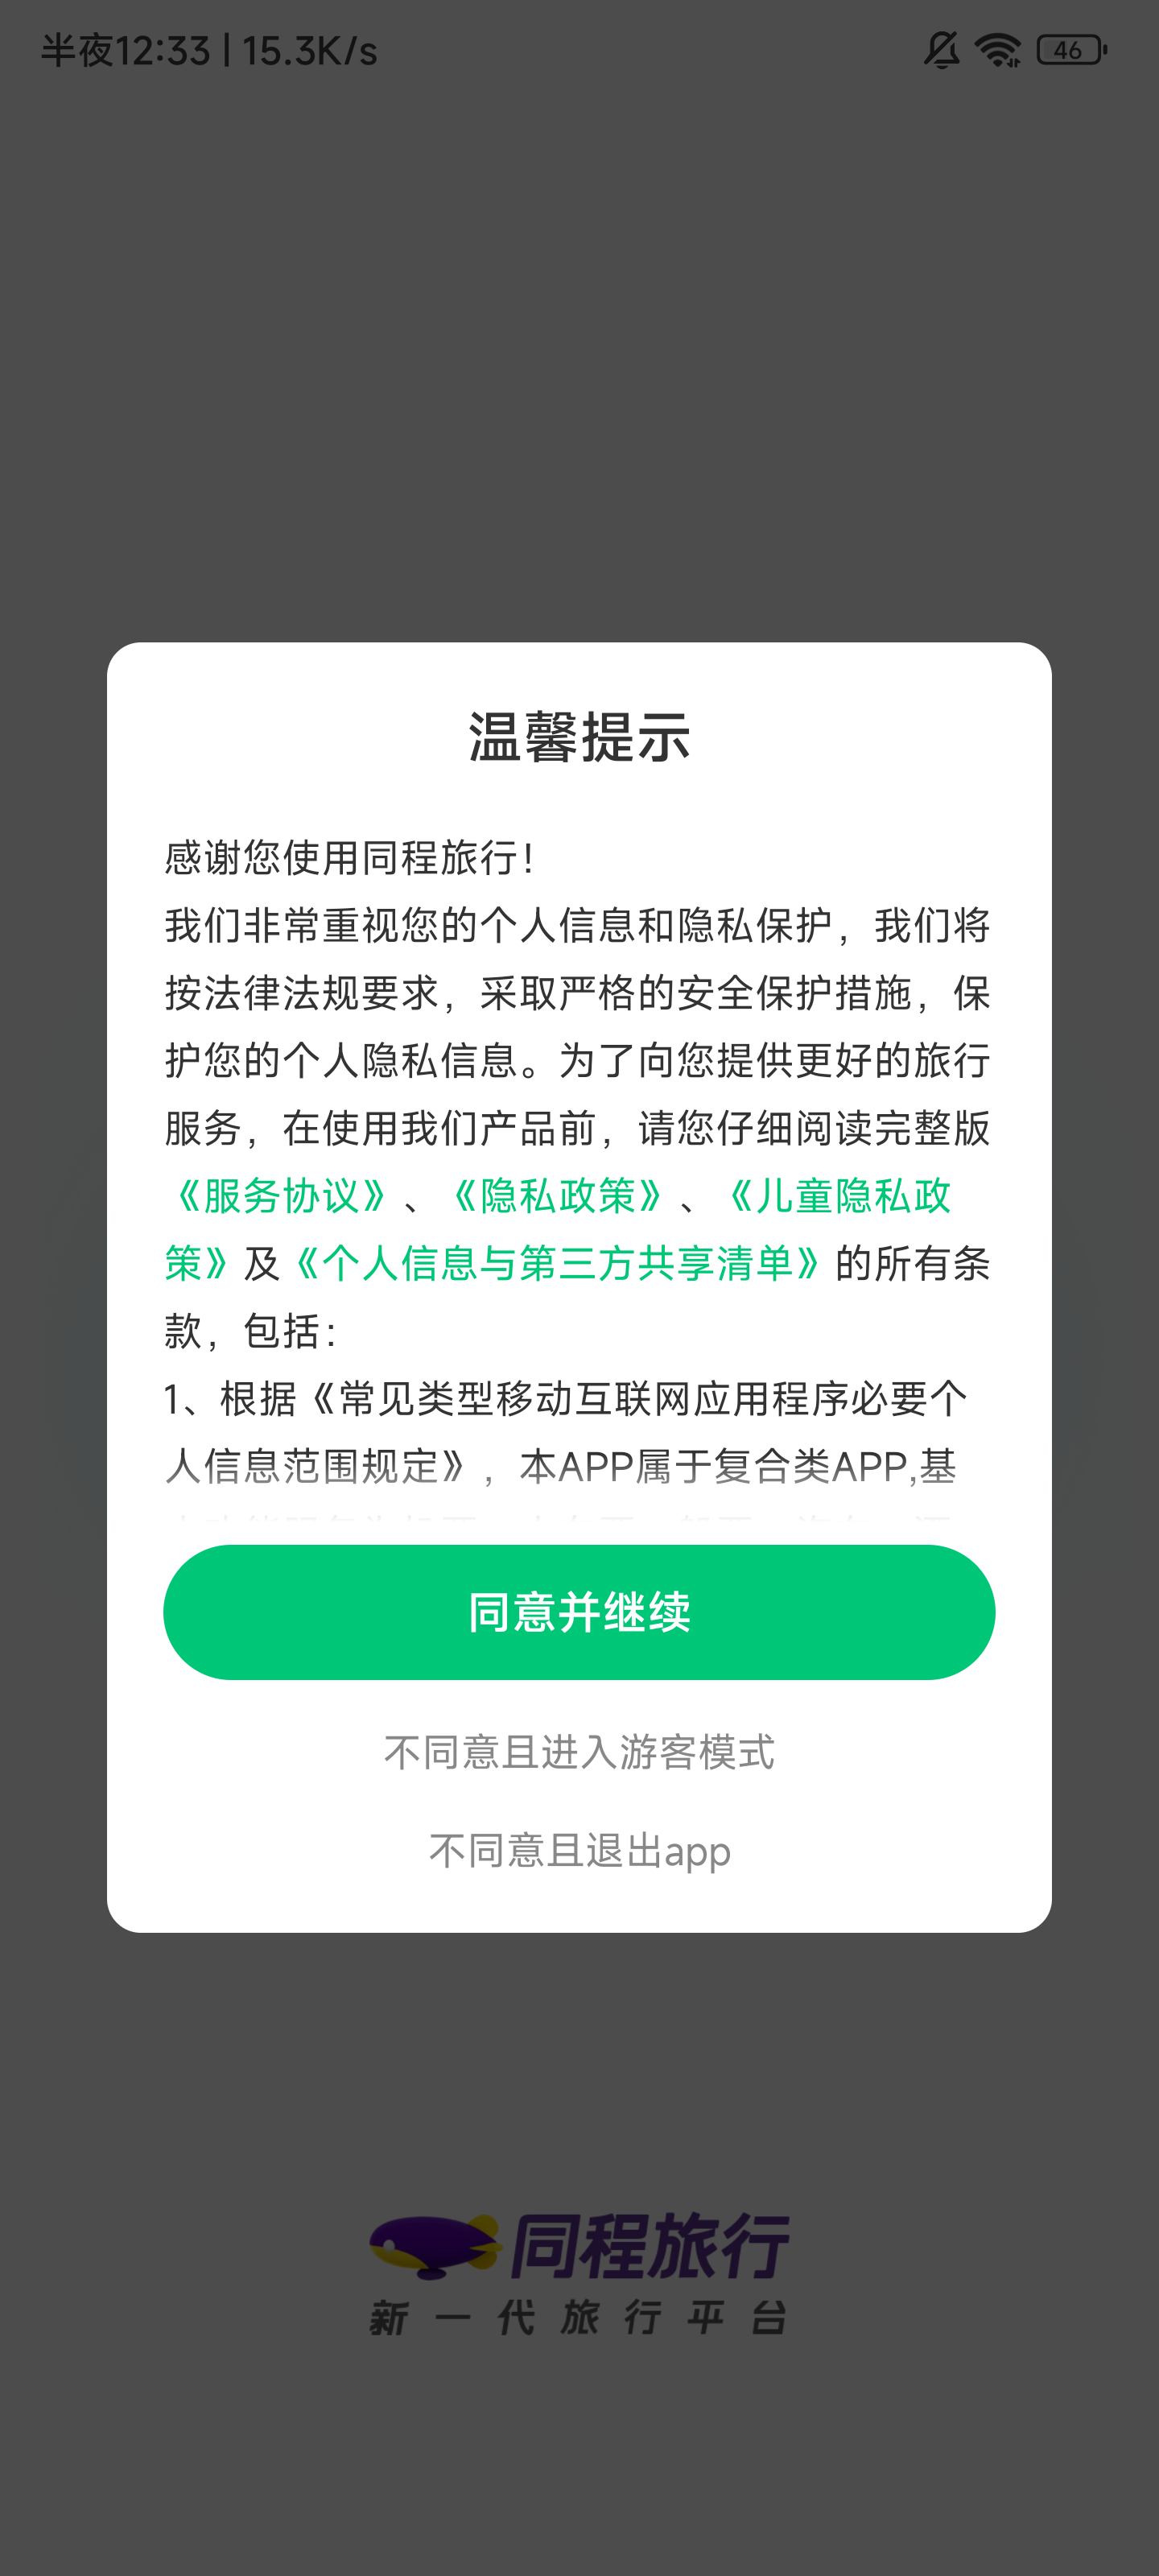 半夜12:33 | 15.3K/s
46
温馨提示
感谢您使用同程旅行！
我们非常重视您的个人信息和隐私保护，我们将
按法律法规要求，采取严格的安全保护措施，保
护您的个人隐私信息。为了向您提供更好的旅行
服务，在使用我们产品前，请您仔细阅读完整版
《服务协议》、《隐私政策》、《儿童隐私政
策》及《个人信息与第三方共享清单》的所有条
款，包括：
1、根据《常见类型移动互联网应用程序必要个
人信息范围规定》，本APP属于复合类APP,基
同意并继续
不同意且进入游客模式
不同意且退出app
同程旅行
新一代旅行平台